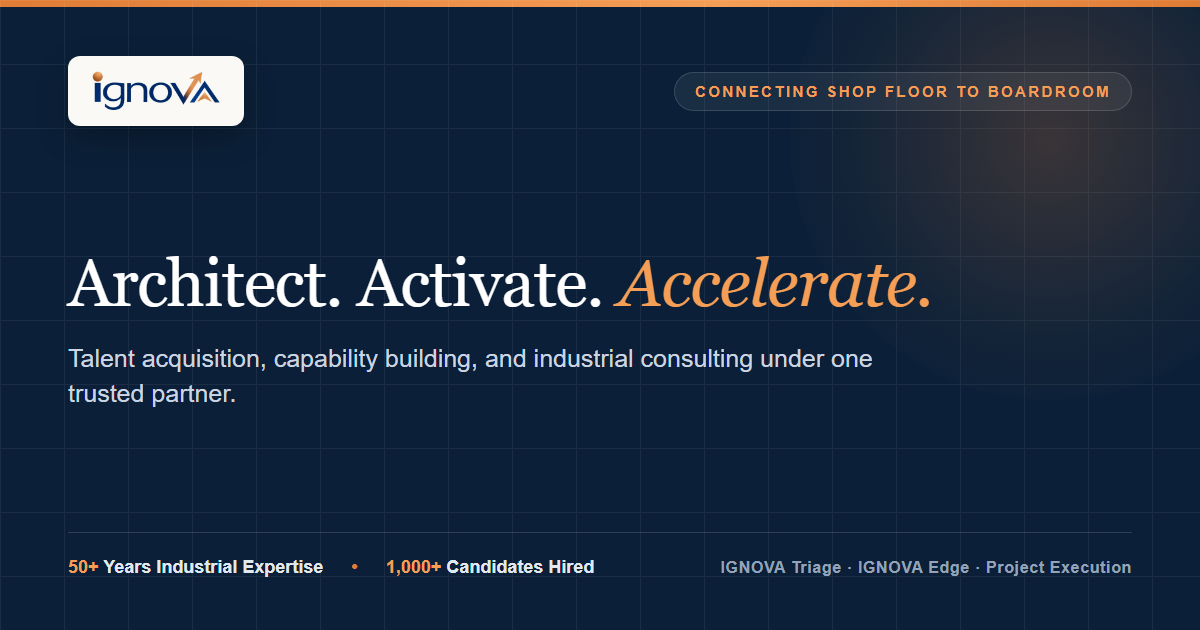 ignova
CONNECTING SHOP FLOOR TO BOARDROOM
Architect. Activate. Accelerate.
Talent acquisition, capability building, and industrial consulting under one
trusted partner.
50+ Years Industrial Expertise • 1,000+ Candidates Hired
IGNOVA Triage · IGNOVA Edge · Project Execution